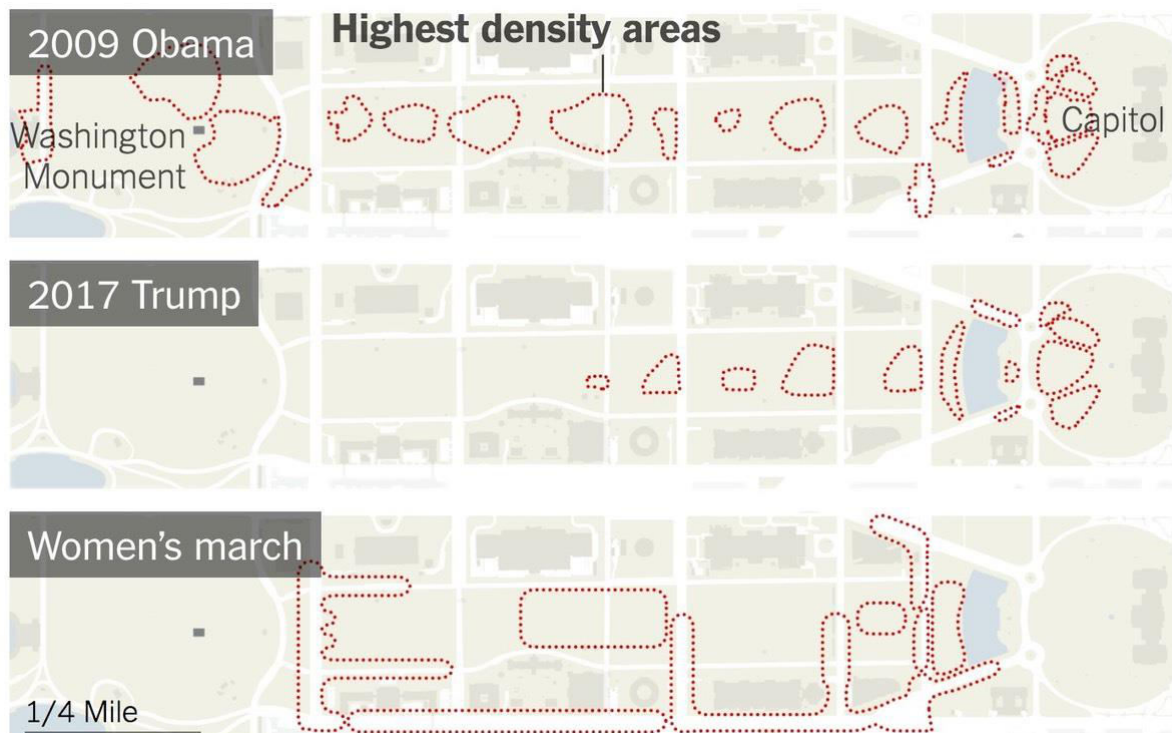 2009 Obama
Highest density areas
Washington
Monument
Capitol
2017 Trump
Women's march
1/4 Mile